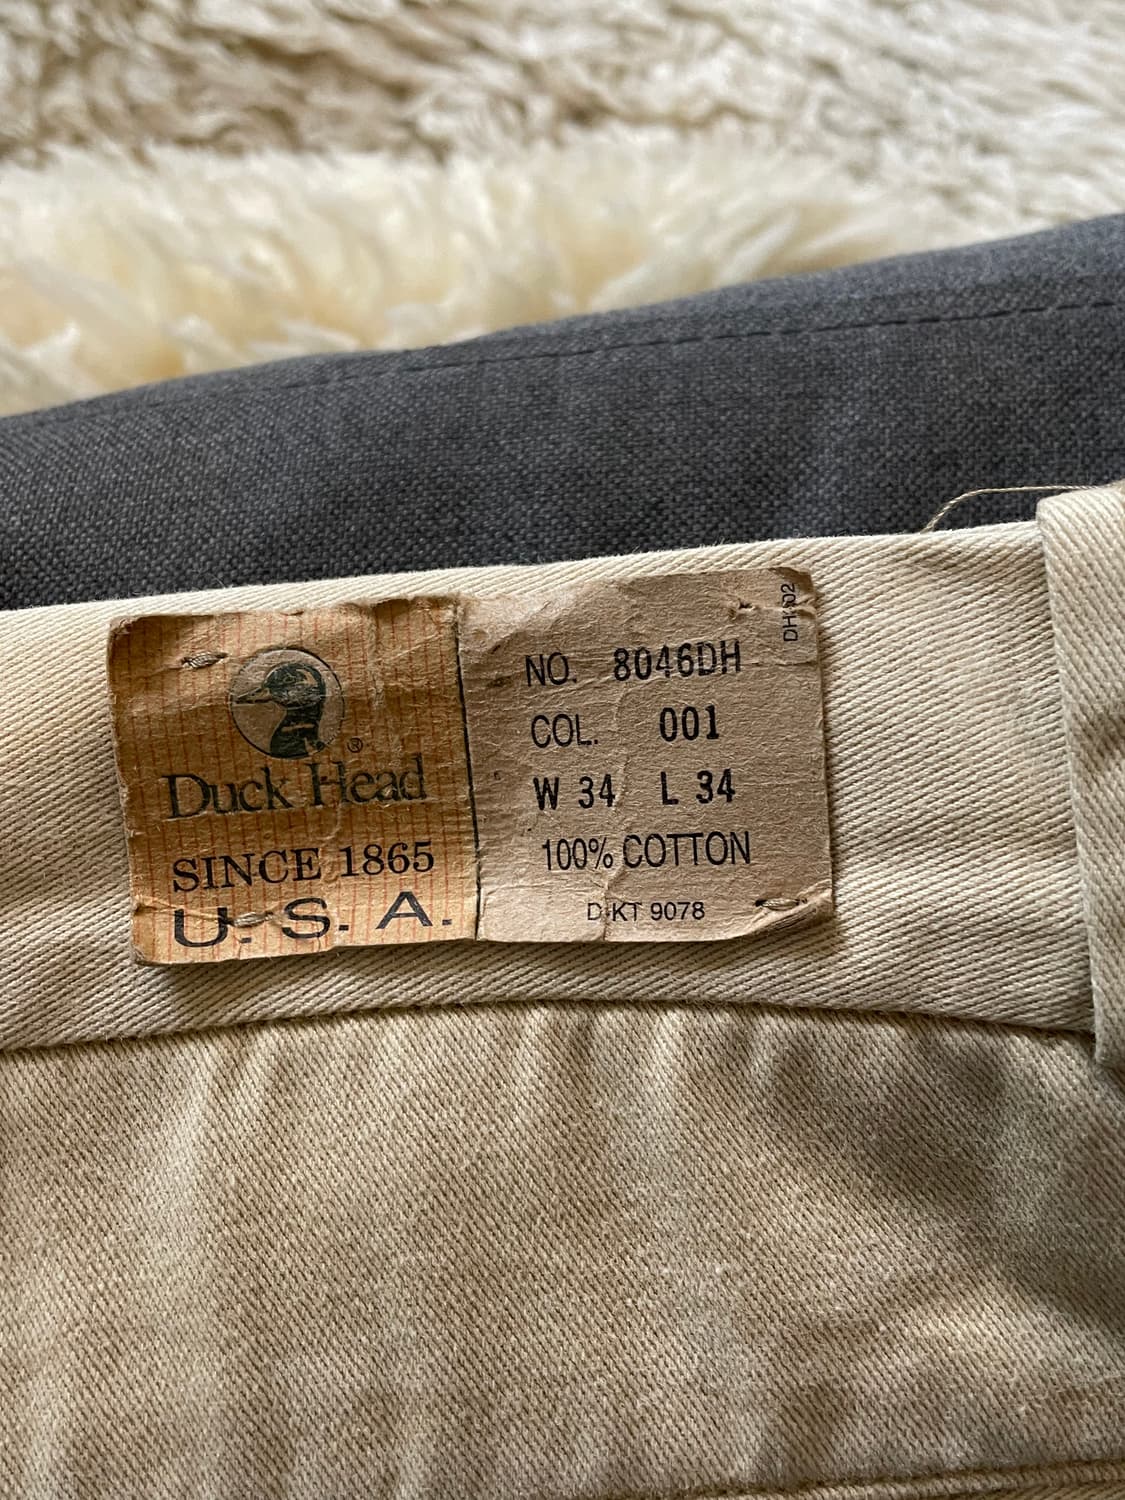 ®
Duck Head
SINCE 1865
U.S.A.
NO. 8046DH
COL. 001
W 34 L 34
100% COTTON
D-KT 9078